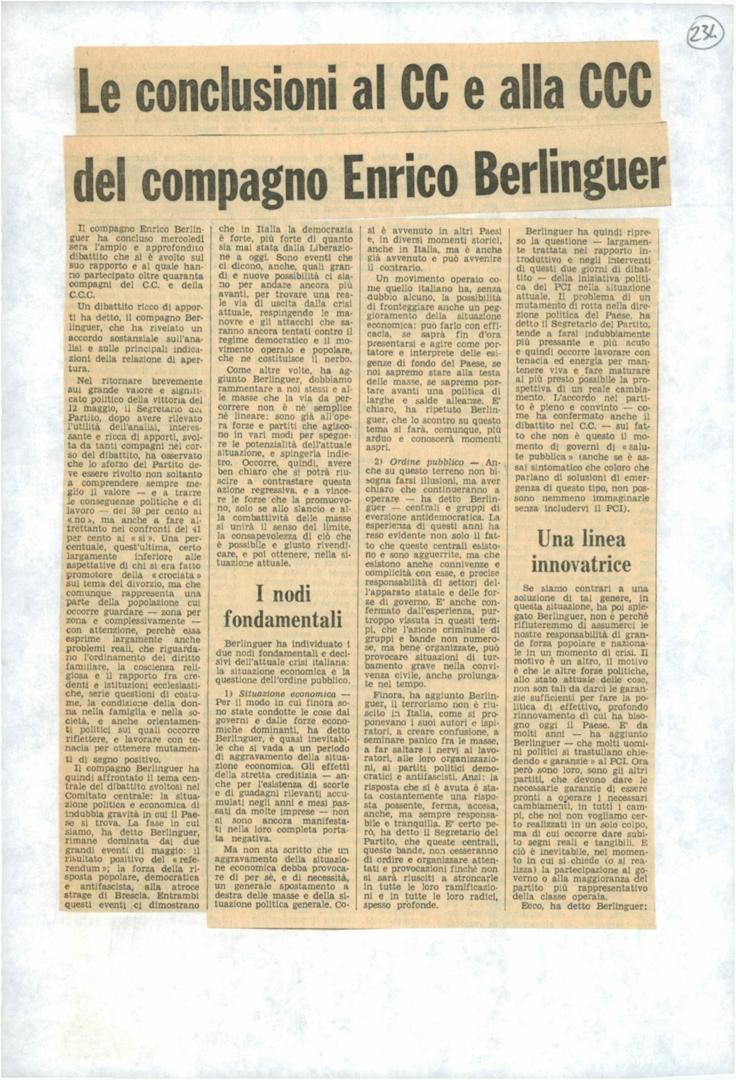 234
Le conclusioni al CC e alla CCC
del compagno Enrico Berlinguer
Il compagno Enrico Berlin-
guer ha concluso mercoledì
sera l'ampio e approfondito
dibattito che si è svolto sul
suo rapporto e al quale han-
no partecipato oltre quaranta
compagni del C.C. e della
C.C.C.
Un dibattito ricco di appor-
ti ha detto, il compagno Ber-
linguer, che ha rivelato un
accordo sostanziale sull'ana-
lisi e sulle principali indica-
zioni della relazione di aper-
tura.
Nel ritornare brevemente
sul grande valore e signifi-
cato politico della vittoria del
12 maggio, il Segretario del
Partito, dopo avere rilevato
l'utilità dell'analisi, interes-
sante e ricca di apporti, svol-
ta da tanti compagni nel cor-
so del dibattito, ha osservato
che lo sforzo del Partito de-
ve essere rivolto non soltanto
a comprendere sempre me-
glio il valore — e a trarre
le conseguenze politiche e di
lavoro — del 59 per cento ai
«no», ma anche a fare al-
trettanto nei confronti del 41
per cento ai «sì». Una per-
centuale, quest'ultima, certo
largamente inferiore alle
aspettative di chi si era fatto
promotore della «crociata»
sul tema del divorzio, ma che
comunque rappresenta una
parte della popolazione cui
occorre guardare — zona per
zona e complessivamente —
con attenzione, perchè essa
esprime largamente anche
problemi reali, che riguarda-
no l'ordinamento del diritto
familiare, la coscienza reli-
giosa e il rapporto fra cre-
denti e istituzioni ecclesiasti-
che, serie questioni di costu-
me, la condizione della don-
na nella famiglia e nella so-
cietà, e anche orientamen-
ti politici sui quali occorre
riflettere, e lavorare con te-
nacia per ottenere mutamen-
ti di segno positivo.
Il compagno Berlinguer ha
quindi affrontato il tema cen-
trale del dibattito svoltosi nel
Comitato centrale: la situa-
zione politica e economica di
indubbia gravità in cui il Pae-
se si trova. La fase in cui
siamo, ha detto Berlinguer,
rimane dominata dai due
grandi eventi di maggio: il
risultato positivo del «refe-
rendum»; la forza della ri-
sposta popolare, democratica
e antifascista, alla atroce
strage di Brescia. Entrambi
questi eventi ci dimostrano
che in Italia la democrazia
è forte, più forte di quanto
sia mai stata dalla Liberazio-
ne a oggi. Sono eventi che
ci dicono, anche, quali gran-
di e nuove possibilità ci sia-
no per andare ancora più
avanti, per trovare una rea-
le via di uscita dalla crisi
attuale, respingendo le ma-
novre e gli attacchi che sa-
ranno ancora tentati contro il
regime democratico e il mo-
vimento operaio e popolare,
che ne costituisce il nerbo.
Come altre volte, ha ag-
giunto Berlinguer, dobbiamo
rammentare a noi stessi e al-
le masse che la via da per-
correre non è nè semplice
nè lineare: sono già all'ope-
ra forze e partiti che agisco-
no in vari modi per spegne-
re le potenzialità dell'attuale
situazione, e spingerla indie-
tro. Occorre, quindi, avere
ben chiaro che si potrà riu-
scire a contrastare questa
azione regressiva, e a vince-
re le forze che la promuovo-
no, solo se allo slancio e al-
la combattività delle masse
si unirà il senso del limite,
la consapevolezza di ciò che
è possibile e giusto rivendi-
care, e poi ottenere, nella si-
tuazione attuale.
I nodi
fondamentali
Berlinguer ha individuato i
due nodi fondamentali e deci-
sivi dell'attuale crisi italiana:
la situazione economica e la
questione dell'ordine pubblico.
1) Situazione economica —
Per il modo in cui finora so-
no state condotte le cose dai
governi e dalle forze econo-
miche dominanti, ha detto
Berlinguer, è quasi inevitabi-
le che si vada a un periodo
di aggravamento della situa-
zione economica. Gli effetti
della stretta creditizia — an-
che per l'esistenza di scorte
e di guadagni rilevanti accu-
mulati negli anni e mesi pas-
sati da molte imprese — non
si sono ancora manifesta-
ti nella loro completa porta-
ta negativa.
Ma non sta scritto che un
aggravamento della situazio-
ne economica debba provoca-
re di per sè, e di necessità,
un generale spostamento a
destra delle masse e della si-
tuazione politica generale. Co-
sì è avvenuto in altri Paesi
e, in diversi momenti storici,
anche in Italia, ma è anche
già avvenuto e può avvenire
il contrario.
Un movimento operaio co-
me quello italiano ha, senza
dubbio alcuno, la possibilità
di fronteggiare anche un peg-
gioramento della situazione
economica; può farlo con effi-
cacia, se saprà fin d'ora
presentarsi e agire come por-
tatore e interprete delle esi-
genze di fondo del Paese, se
noi sapremo stare alla testa
delle masse, se sapremo por-
tare avanti una politica di
larghe e salde alleanze. E'
chiaro, ha ripetuto Berlin-
guer, che lo scontro su questo
tema si farà, comunque, più
arduo e conoscerà momenti
aspri.
2) Ordine pubblico — An-
che su questo terreno non bi-
sogna farsi illusioni, ma aver
chiaro che continueranno a
operare — ha detto Berlin-
guer — centrali e gruppi di
eversione antidemocratica. La
esperienza di questi anni ha
reso evidente non solo il fat-
to che queste centrali esisto-
no e sono agguerrite, ma che
esistono anche connivenze e
complicità con esse, e precise
responsabilità di settori del-
l'apparato statale e delle for-
ze di governo. E' anche con-
fermato dall'esperienza, pur-
troppo vissuta in questi tem-
pi, che l'azione criminale di
gruppi e bande non numero-
se, ma bene organizzate, può
provocare situazioni di tur-
bamento grave nella convi-
venza civile, anche prolunga-
te nel tempo.
Finora, ha aggiunto Berlin-
guer, il terrorismo non è riu-
scito in Italia, come si pro-
ponevano i suoi autori e ispi-
ratori, a creare confusione, a
seminare panico fra le masse,
a far saltare i nervi ai lavo-
ratori, alle loro organizzazio-
ni, ai partiti politici demo-
cratici e antifascisti. Anzi: la
risposta che si è avuta è sta-
ta costantemente una rispo-
sta possente, ferma, accesa,
anche, ma sempre responsa-
bile e tranquilla. E' certo pe-
rò, ha detto il Segretario del
Partito, che queste centrali,
queste bande, non cesseranno
di ordire e organizzare atten-
tati e provocazioni finchè non
si sarà riusciti a stroncarle
in tutte le loro ramificazio-
ni e in tutte le loro radici,
spesso profonde.
Berlinguer ha quindi ripre-
so la questione — largamen-
te trattata nel rapporto in-
troduttivo e negli interventi
di questi due giorni di dibat-
tito — della iniziativa politi-
ca del PCI nella situazione
attuale. Il problema di un
mutamento di rotta nella dire-
zione politica del Paese, ha
detto il Segretario del Partito,
tende a farsi indubbiamente
più pressante e più acuto
e quindi occorre lavorare con
tenacia ed energia per man-
tenere viva e fare maturare
al più presto possibile la pro-
spettiva di un reale cambia-
mento. L'accordo nel parti-
to è pieno e convinto — co-
me ha confermato anche il
dibattito nel C.C. — sul fat-
to che non è questo il mo-
mento di governi di «salu-
te pubblica» (anche se è as-
sai sintomatico che coloro che
parlano di soluzioni di emer-
genza di questo tipo, non pos-
sono nemmeno immaginarle
senza includervi il PCI).
Una linea
innovatrice
Se siamo contrari a una
soluzione di tal genere, in
questa situazione, ha poi spie-
gato Berlinguer, non è perchè
rifiuteremmo di assumerci le
nostre responsabilità di gran-
de forza popolare e naziona-
le in un momento di crisi. Il
motivo è un altro, il motivo
è che le altre forze politiche,
allo stato attuale delle cose,
non son tali da darci le garan-
zie sufficienti per fare la po-
litica di effettivo, profondo
rinnovamento di cui ha biso-
gno oggi il Paese. E' da
molti anni — ha aggiunto
Berlinguer — che molti uomi-
ni politici si trastullano chie-
dendo «garanzie» al PCI. Ora
però sono loro, sono gli altri
partiti, che devono dare le
necessarie garanzie di essere
pronti a operare i necessari
cambiamenti, in tutti i cam-
pi, che noi non vogliamo cer-
to realizzati in un solo colpo,
ma di cui occorre dare subi-
to segni reali e tangibili. E
ciò è inevitabile, nel momen-
to in cui si chiede (o si rea-
lizza) la partecipazione al go-
verno o alla maggioranza del
partito più rappresentativo
della classe operaia.
Ecco, ha detto Berlinguer: